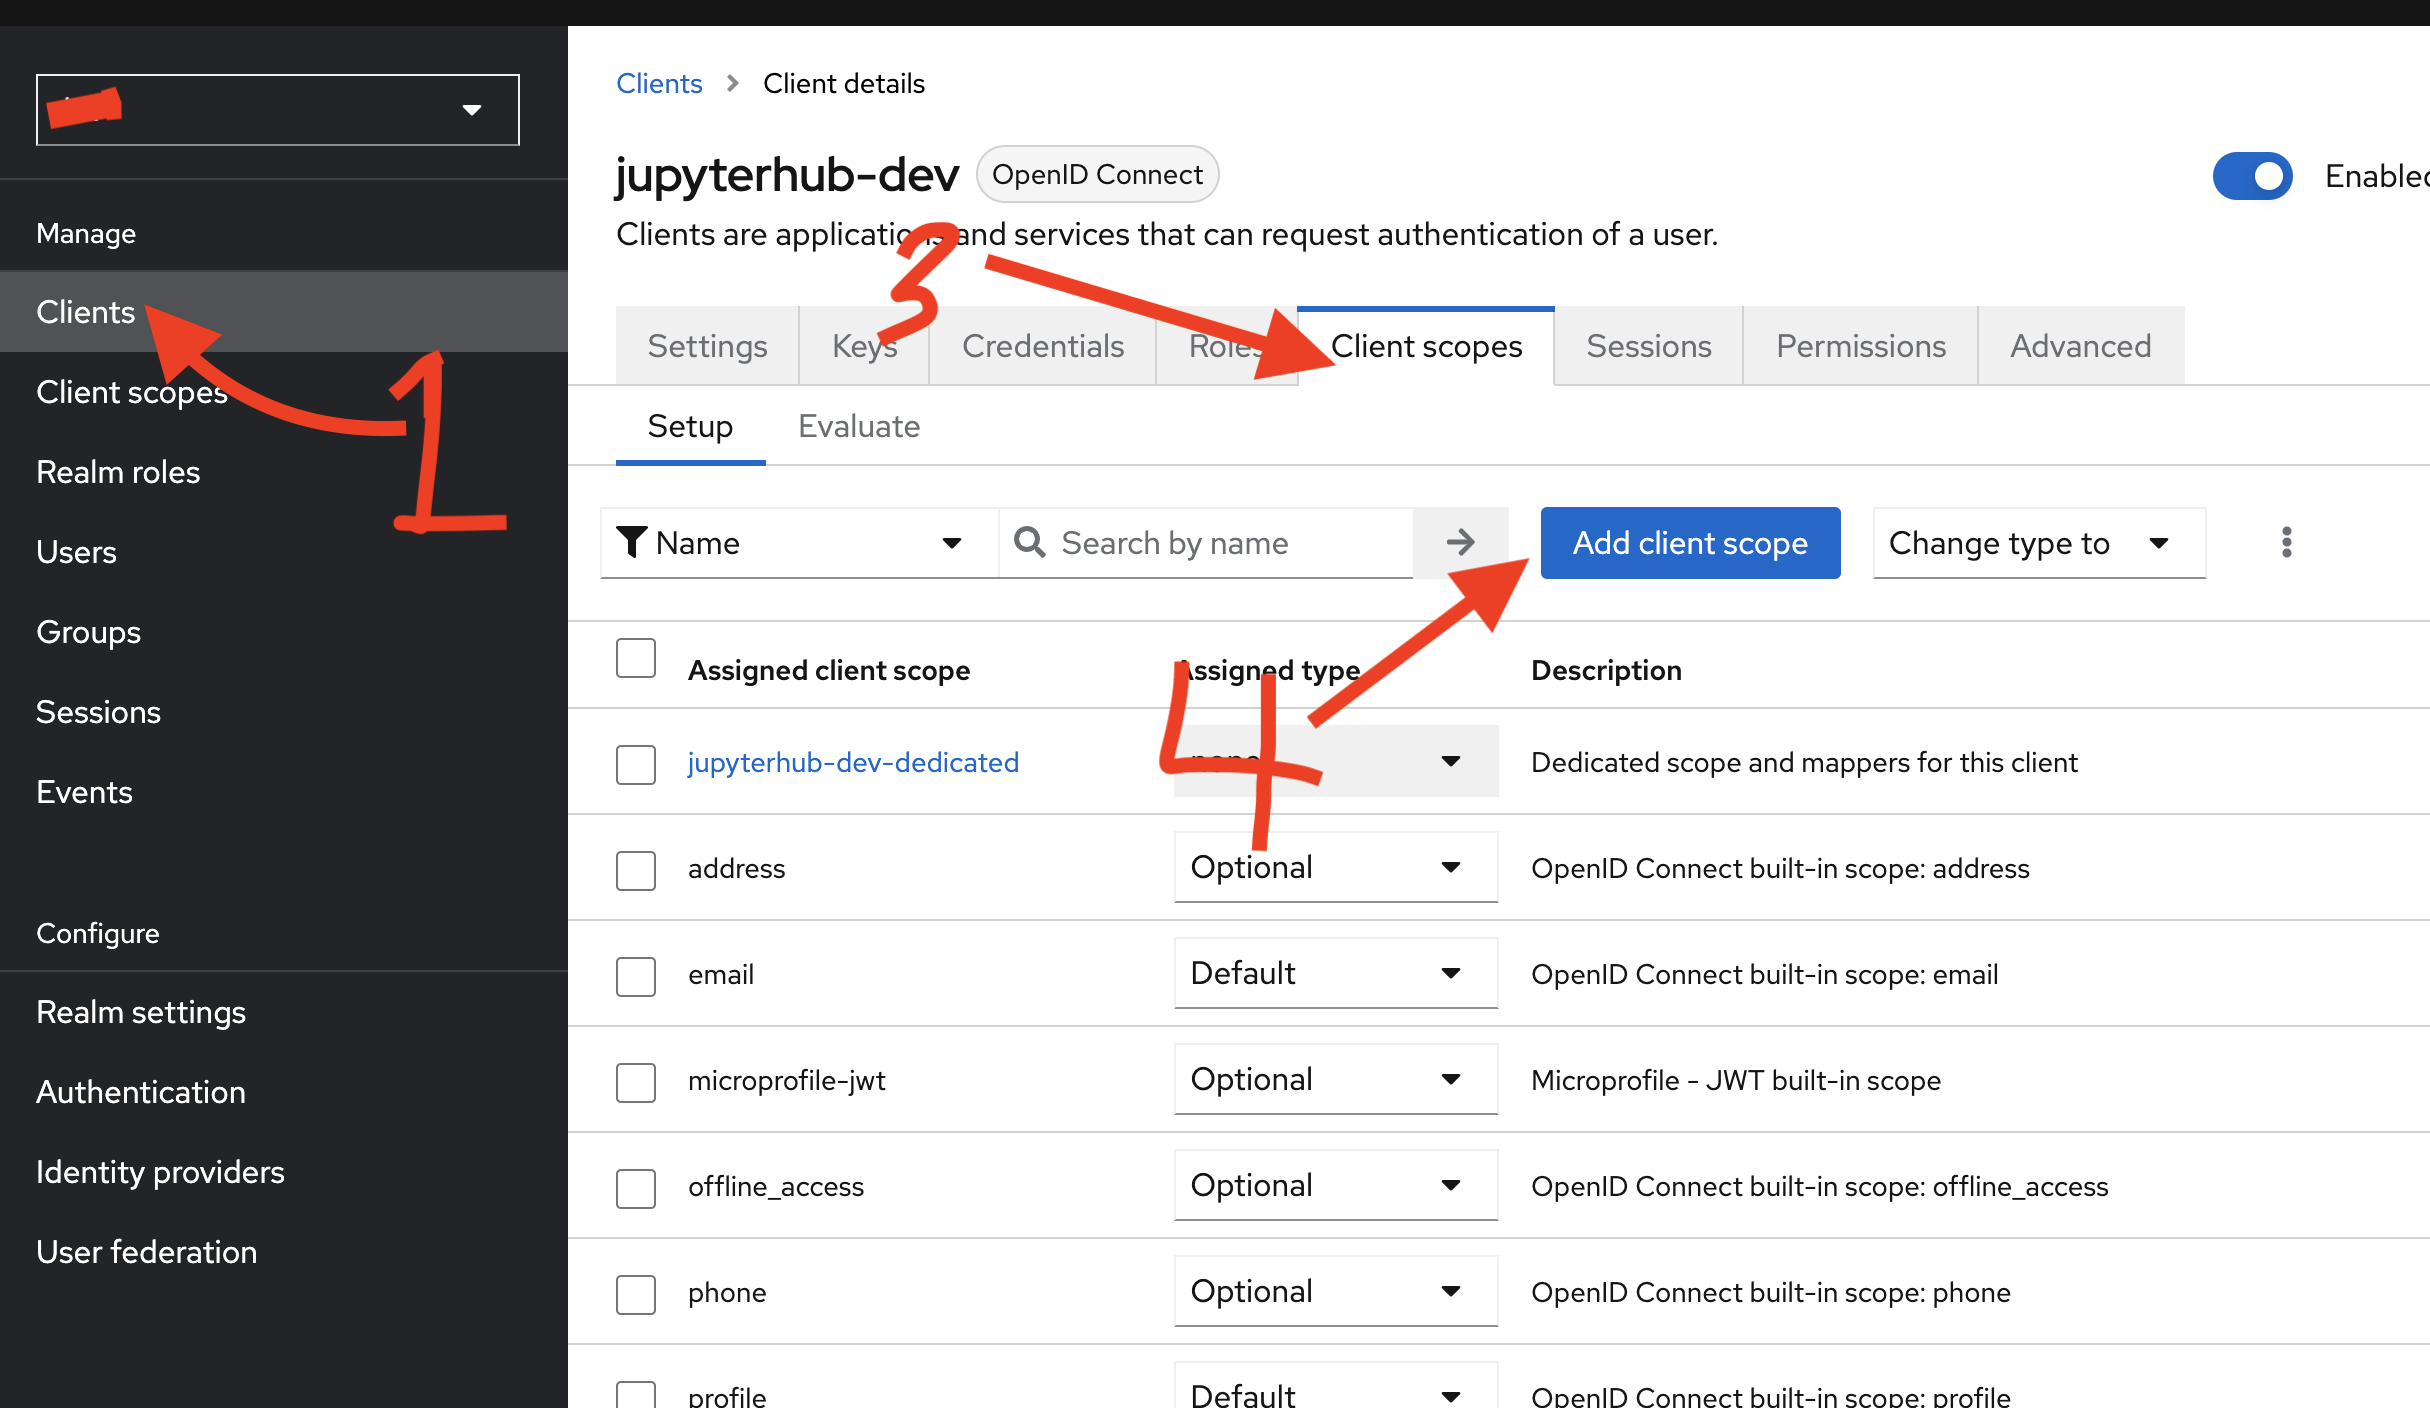 Manage
Clients
Client scopes
Realm roles
Users
Groups
Sessions
Events
Configure
Realm settings
Authentication
Identity providers
User federation
1
Clients > Client details
jupyterhub-dev OpenID Connect
Clients are applications and services that can request authentication of a user.
3
Settings Keys Credentials Roles Client scopes Sessions Permissions Advanced
Setup Evaluate
Name Search by name Add client scope Change type to
Assigned client scope Assigned type Description
4
jupyterhub-dev-dedicated none Dedicated scope and mappers for this client
address Optional OpenID Connect built-in scope: address
email Default OpenID Connect built-in scope: email
microprofile-jwt Optional Microprofile - JWT built-in scope
offline_access Optional OpenID Connect built-in scope: offline_access
phone Optional OpenID Connect built-in scope: phone
profile Default OpenID Connect built-in scope: profile